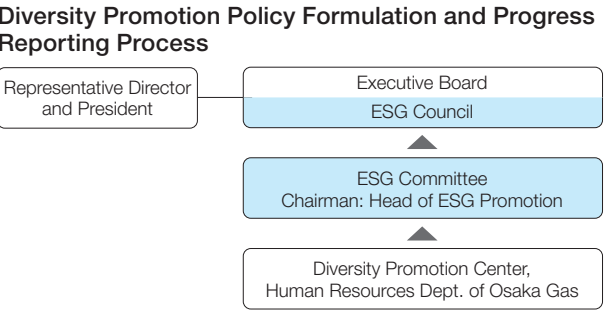 Diversity Promotion Policy Formulation and Progress
Reporting Process
Representative Director
and President
Executive Board
ESG Council
ESG Committee
Chairman: Head of ESG Promotion
Diversity Promotion Center,
Human Resources Dept. of Osaka Gas